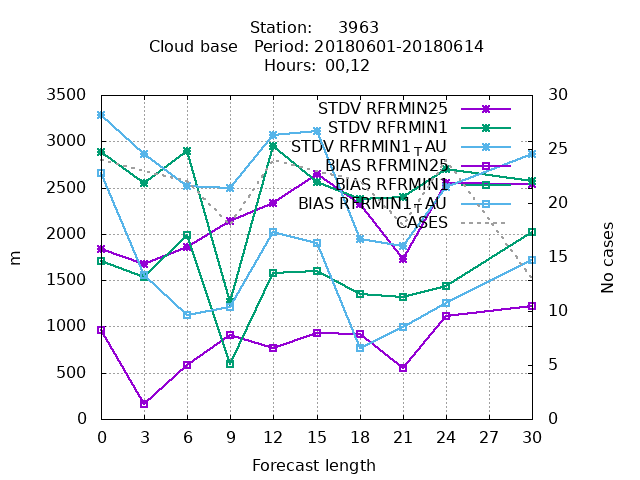 Station: 3963
Cloud base Period: 20180601-20180614
Hours: 00,12
3500
3000
2500
2000
1500
1000
500
0
m
30
25
20
15
10
5
0
No cases
STDV RFRMIN25
STDV RFRMIN1
STDV RFRMIN1_T AU
BIAS RFRMIN25
BIAS RFRMIN1
BIAS RFRMIN1_T AU
CASES
0 3 6 9 12 15 18 21 24 27 30
Forecast length